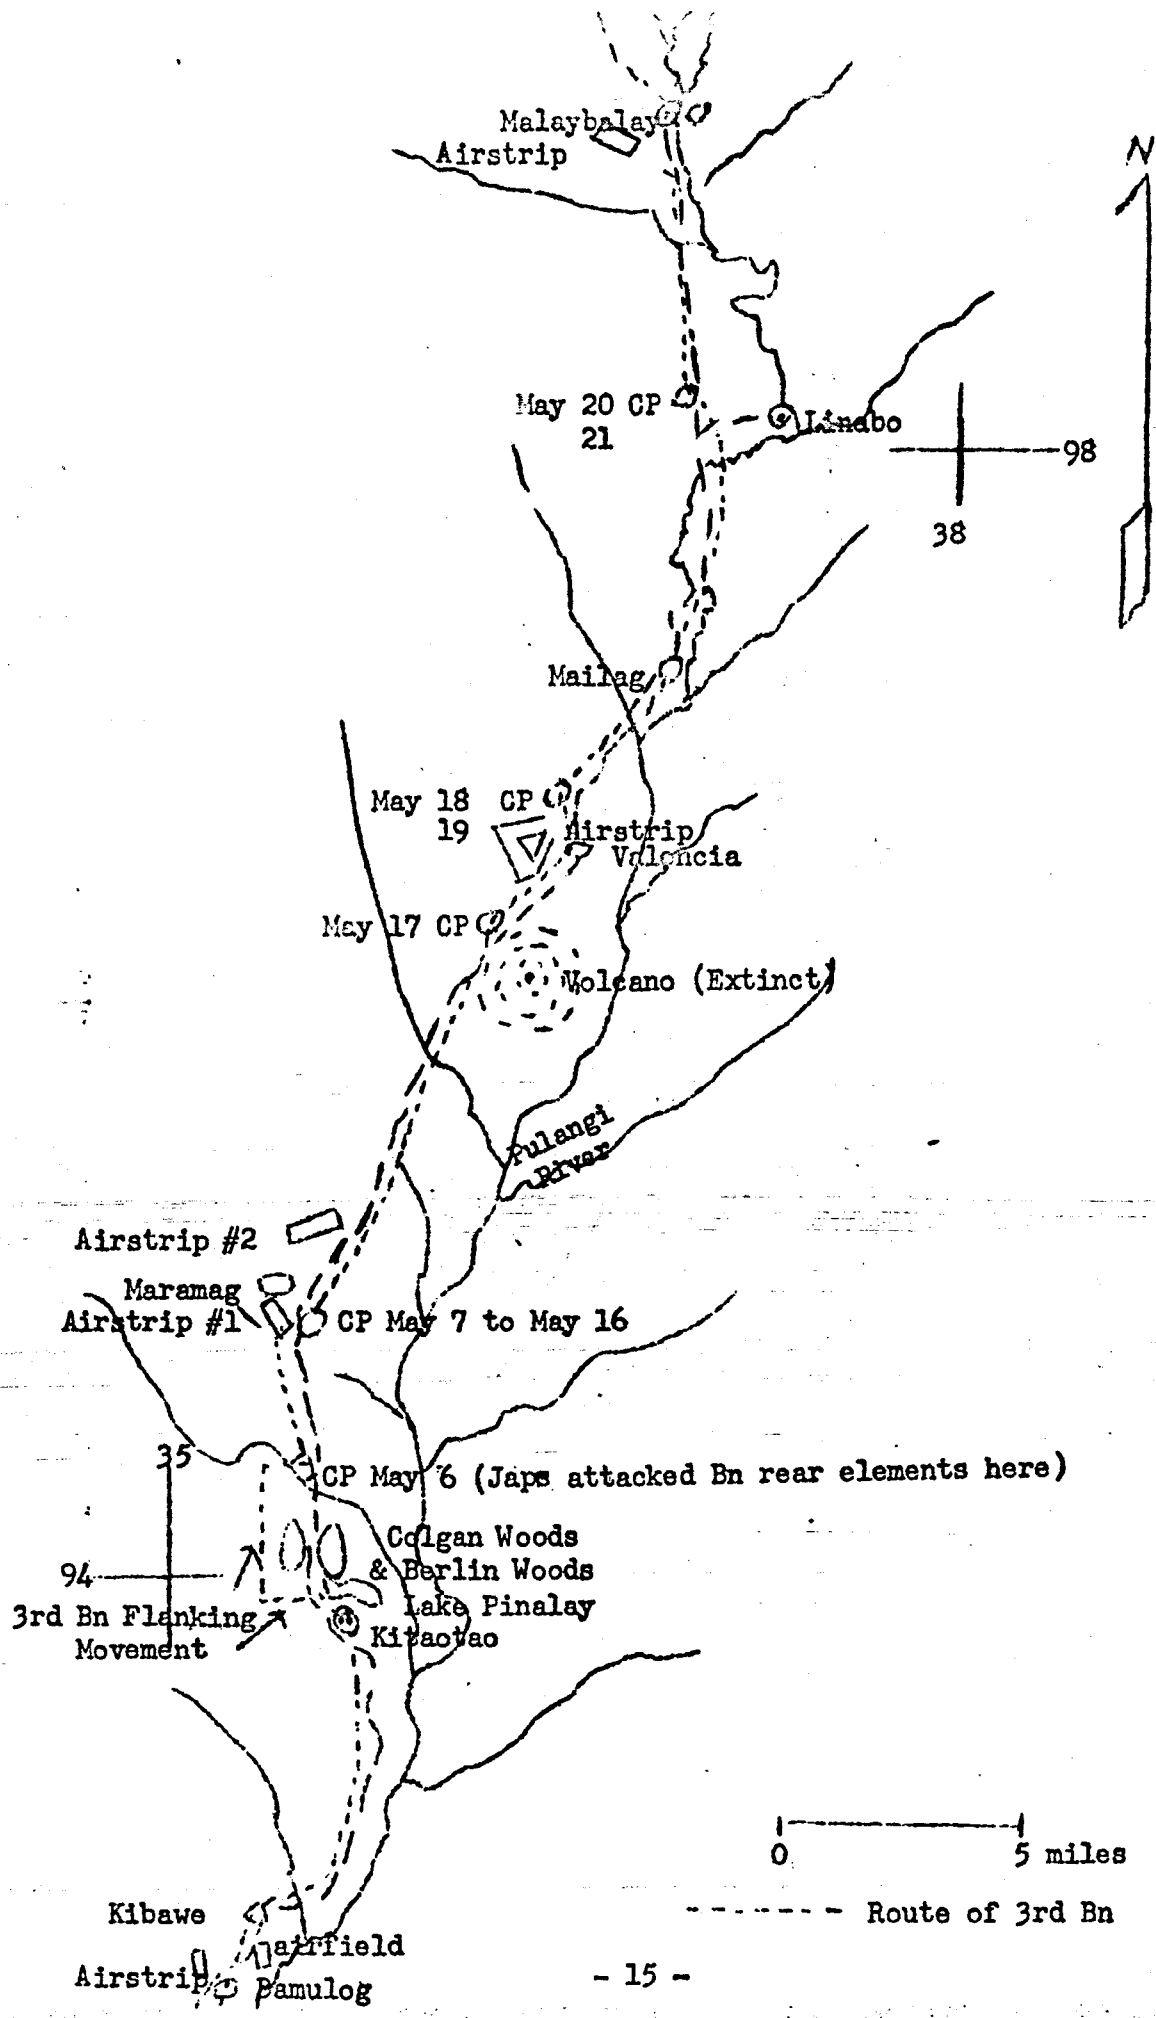 Malaybalay
Airstrip
N
May 20 CP
21
Linabo
98
38
Mailag
May 18 CP
19
Airstrip
Valencia
May 17 CP
Volcano (Extinct)
Pulangi
River
Airstrip #2
Maramag
Airstrip #1
CP May 7 to May 16
35
CP May 6 (Japs attacked Bn rear elements here)
Colgan Woods
& Berlin Woods
94
Lake Pinalay
3rd Bn Flanking
Movement
Kitaotao
0
5 miles
Kibawe
Route of 3rd Bn
airfield
Airstrip
Damulog
- 15 -